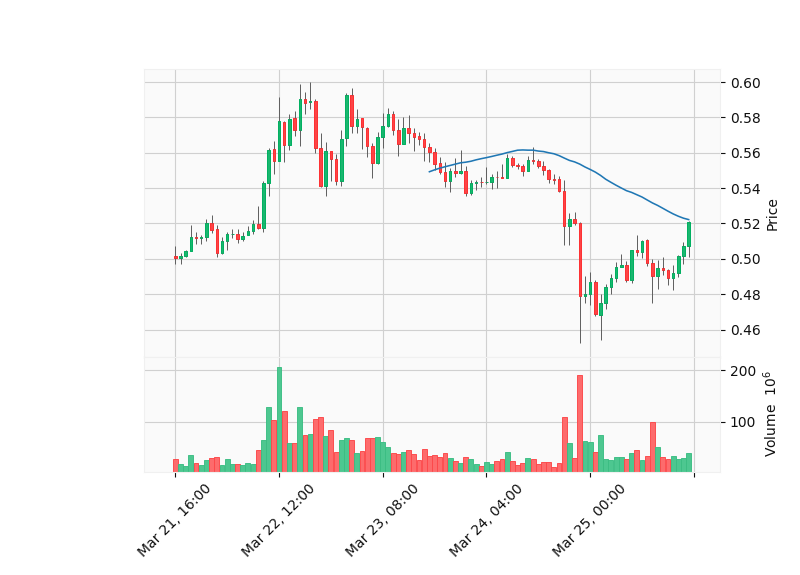 0.60
0.58
0.56
0.54
0.52
0.50
0.48
0.46
Price
200
100
Volume 10⁶
Mar 21, 16:00
Mar 22, 12:00
Mar 23, 08:00
Mar 24, 04:00
Mar 25, 00:00